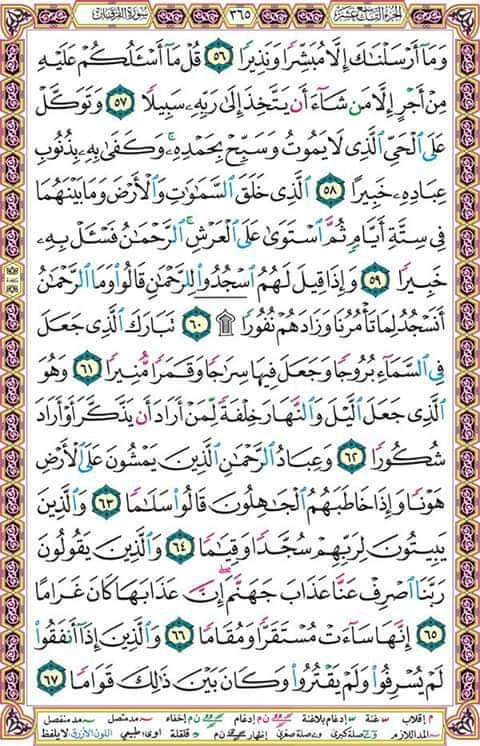 الجزء التاسع عشر ٣٦٥ سورة الفرقان
وَمَآ أَرْسَلْنَٰكَ إِلَّا مُبَشِّرًا وَنَذِيرًا ٥٦ قُلْ مَآ أَسْـَٔلُكُمْ عَلَيْهِ
مِنْ أَجْرٍ إِلَّا مَن شَآءَ أَن يَتَّخِذَ إِلَىٰ رَبِّهِۦ سَبِيلًا ٥٧ وَتَوَكَّلْ
عَلَى ٱلْحَىِّ ٱلَّذِى لَا يَمُوتُ وَسَبِّحْ بِحَمْدِهِۦ ۚ وَكَفَىٰ بِهِۦ بِذُنُوبِ
عِبَادِهِۦ خَبِيرًا ٥٨ ٱلَّذِى خَلَقَ ٱلسَّمَٰوَٰتِ وَٱلْأَرْضَ وَمَا بَيْنَهُمَا
فِى سِتَّةِ أَيَّامٍ ثُمَّ ٱسْتَوَىٰ عَلَى ٱلْعَرْشِ ۚ ٱلرَّحْمَٰنُ فَسْـَٔلْ بِهِۦ
خَبِيرًا ٥٩ وَإِذَا قِيلَ لَهُمُ ٱسْجُدُوا۟ لِلرَّحْمَٰنِ قَالُوا۟ وَمَا ٱلرَّحْمَٰنُ
أَنَسْجُدُ لِمَا تَأْمُرُنَا وَزَادَهُمْ نُفُورًا ۩ ٦٠ تَبَارَكَ ٱلَّذِى جَعَلَ
فِى ٱلسَّمَآءِ بُرُوجًا وَجَعَلَ فِيهَا سِرَٰجًا وَقَمَرًا مُّنِيرًا ٦١ وَهُوَ
ٱلَّذِى جَعَلَ ٱلَّيْلَ وَٱلنَّهَارَ خِلْفَةً لِّمَنْ أَرَادَ أَن يَذَّكَّرَ أَوْ أَرَادَ
شُكُورًا ٦٢ وَعِبَادُ ٱلرَّحْمَٰنِ ٱلَّذِينَ يَمْشُونَ عَلَى ٱلْأَرْضِ
هَوْنًا وَإِذَا خَاطَبَهُمُ ٱلْجَٰهِلُونَ قَالُوا۟ سَلَٰمًا ٦٣ وَٱلَّذِينَ
يَبِيتُونَ لِرَبِّهِمْ سُجَّدًا وَقِيَٰمًا ٦٤ وَٱلَّذِينَ يَقُولُونَ
رَبَّنَا ٱصْرِفْ عَنَّا عَذَابَ جَهَنَّمَ ۖ إِنَّ عَذَابَهَا كَانَ غَرَامًا
٦٥ إِنَّهَا سَآءَتْ مُسْتَقَرًّا وَمُقَامًا ٦٦ وَٱلَّذِينَ إِذَآ أَنفَقُوا۟
لَمْ يُسْرِفُوا۟ وَلَمْ يَقْتُرُوا۟ وَكَانَ بَيْنَ ذَٰلِكَ قَوَامًا ٦٧
م إقلاب غنة إدغام بلاغنة ن م إدغام ن م إخفاء مد متصل مد منفصل
المد اللازم صلة كبرى صلة صغرى إظهار ن م قلقلة اوى: طبيعي اللون الأزرق لا يلفظ